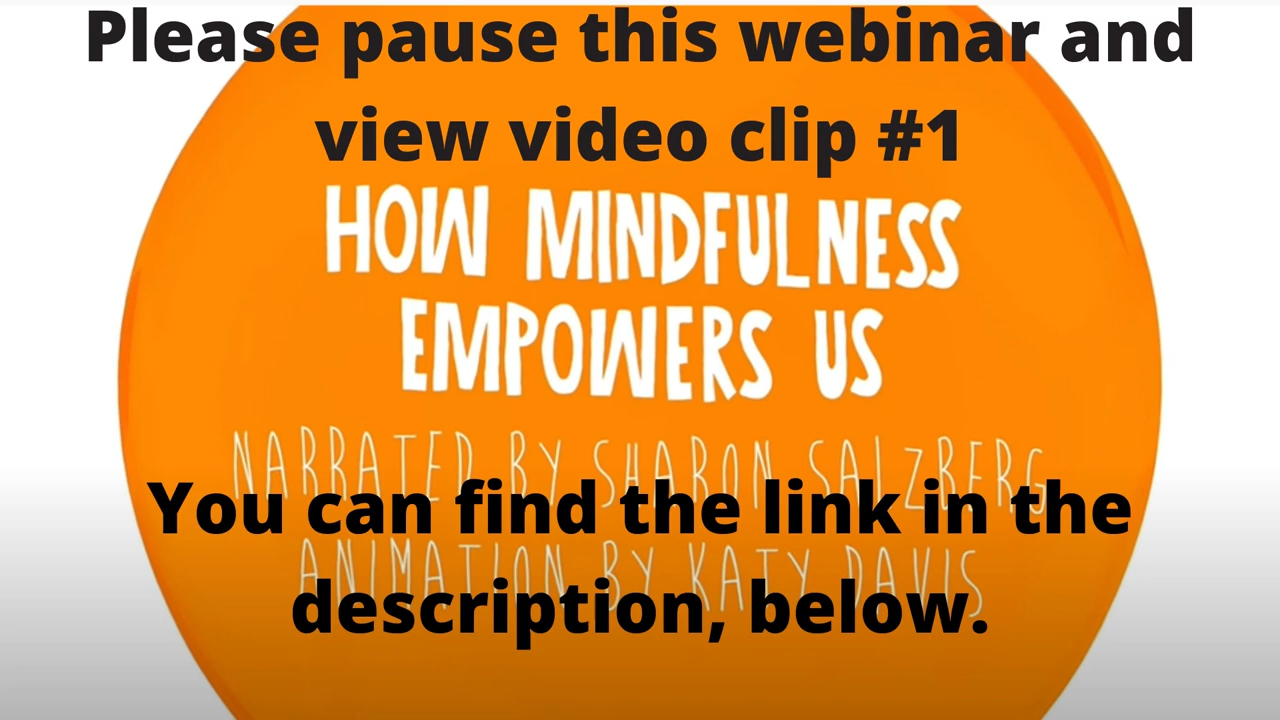 Please pause this webinar and
view video clip #1
HOW MINDFULNESS
EMPOWERS US
NARRATED BY SHARON SALZBERG
You can find the link in the
ANIMATION BY KATY DAVIS
description, below.